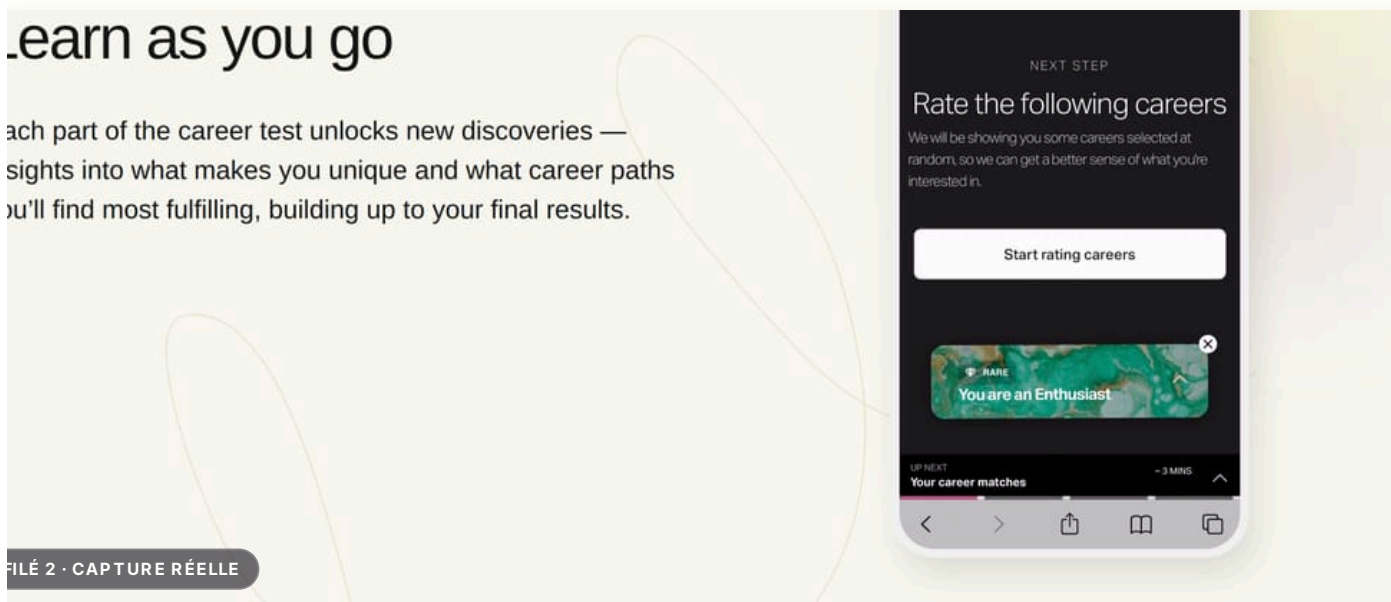 Learn as you go
ach part of the career test unlocks new discoveries —
sights into what makes you unique and what career paths
ou’ll find most fulfilling, building up to your final results.
FILÉ 2 · CAPTURE RÉELLE
NEXT STEP
Rate the following careers
We will be showing you some careers selected at
random, so we can get a better sense of what you're
interested in.
Start rating careers
RARE
You are an Enthusiast
UP NEXT
~ 3 MINS
Your career matches